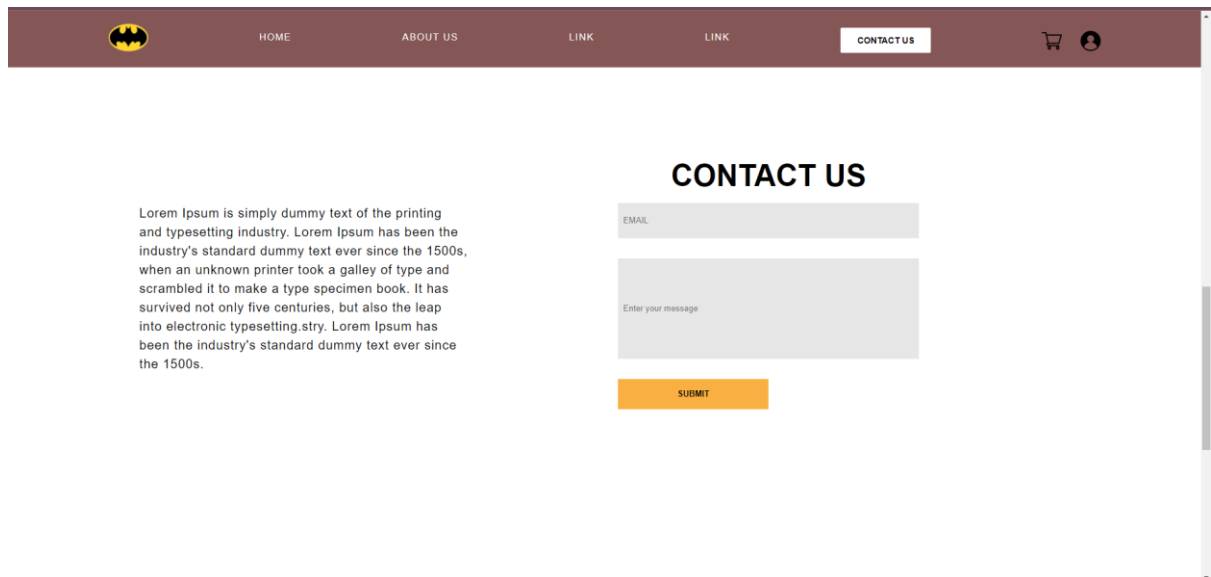 HOME ABOUT US LINK LINK CONTACT US
Lorem Ipsum is simply dummy text of the printing
and typesetting industry. Lorem Ipsum has been the
industry's standard dummy text ever since the 1500s,
when an unknown printer took a galley of type and
scrambled it to make a type specimen book. It has
survived not only five centuries, but also the leap
into electronic typesetting.stry. Lorem Ipsum has
been the industry's standard dummy text ever since
the 1500s.
CONTACT US
EMAIL
Enter your message
SUBMIT